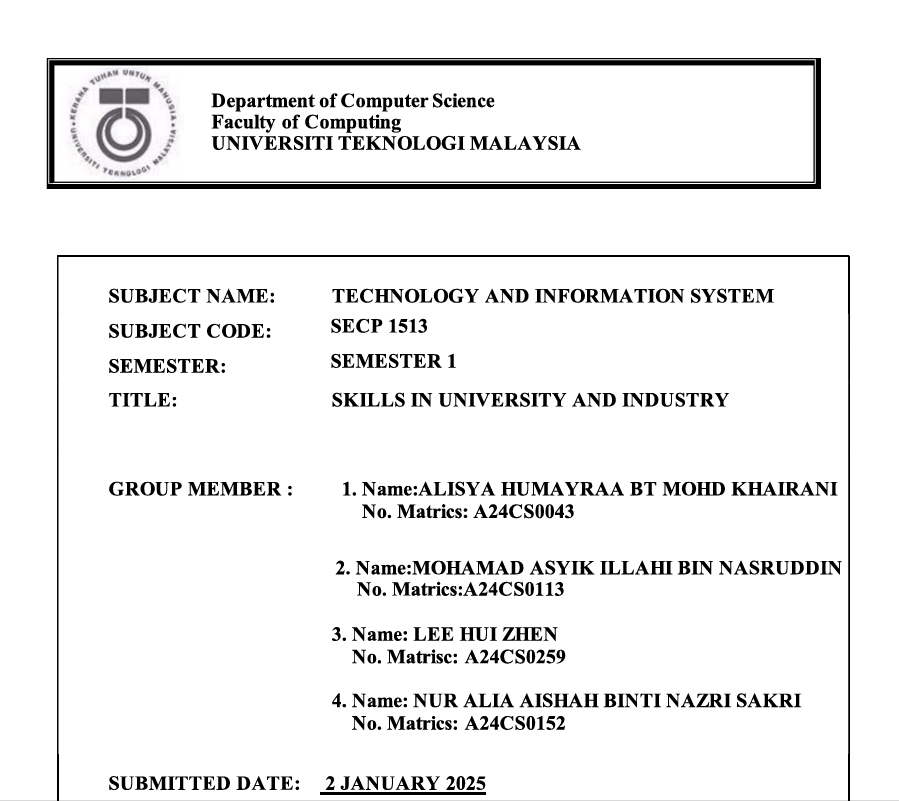 KERANA TUHAN UNTUK MANUSIA
UNIVERSITI TEKNOLOGI MALAYSIA
Department of Computer Science
Faculty of Computing
UNIVERSITI TEKNOLOGI MALAYSIA
SUBJECT NAME: TECHNOLOGY AND INFORMATION SYSTEM
SUBJECT CODE: SECP 1513
SEMESTER: SEMESTER 1
TITLE: SKILLS IN UNIVERSITY AND INDUSTRY
GROUP MEMBER : 1. Name:ALISYA HUMAYRAA BT MOHD KHAIRANI
No. Matrics: A24CS0043
2. Name:MOHAMAD ASYIK ILLAHI BIN NASRUDDIN
No. Matrics:A24CS0113
3. Name: LEE HUI ZHEN
No. Matrisc: A24CS0259
4. Name: NUR ALIA AISHAH BINTI NAZRI SAKRI
No. Matrics: A24CS0152
SUBMITTED DATE: 2 JANUARY 2025